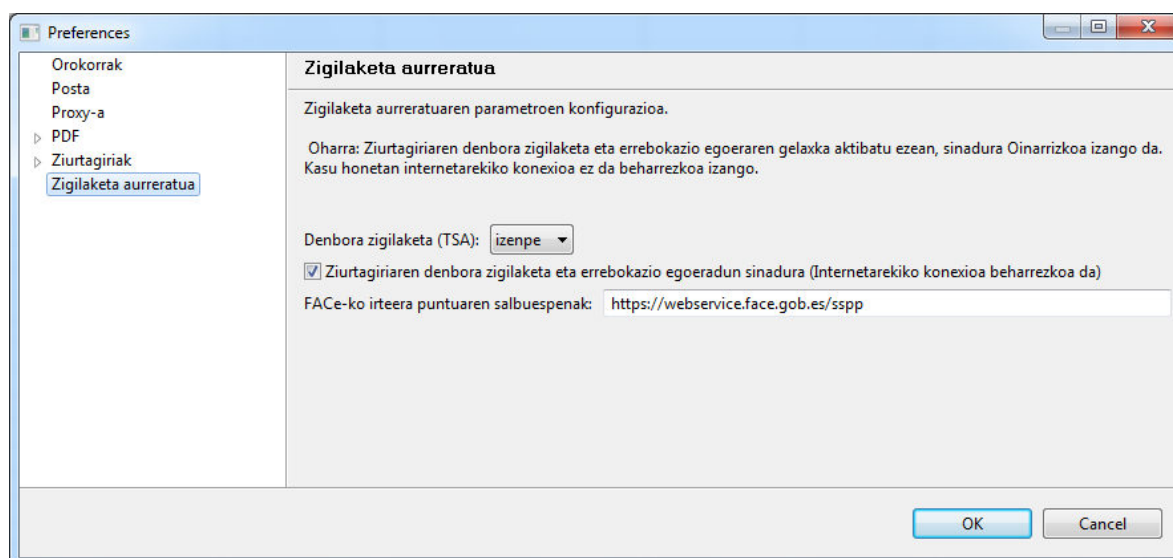 Preferences
Orokorrak
Posta
Proxy-a
PDF
Ziurtagiriak
Zigilaketa aurreratua
Zigilaketa aurreratua
Zigilaketa aurreratuaren parametroen konfigurazioa.
Oharra: Ziurtagiriaren denbora zigilaketa eta errebokazio egoeraren gelaxka aktibatu ezean, sinadura Oinarrizkoa izango da.
Kasu honetan internetarekiko konexioa ez da beharrezkoa izango.
Denbora zigilaketa (TSA): izenpe
Ziurtagiriaren denbora zigilaketa eta errebokazio egoeradun sinadura (Internetarekiko konexioa beharrezkoa da)
FACe-ko irteera puntuaren salbuespenak: https://webservice.face.gob.es/sspp
OK Cancel